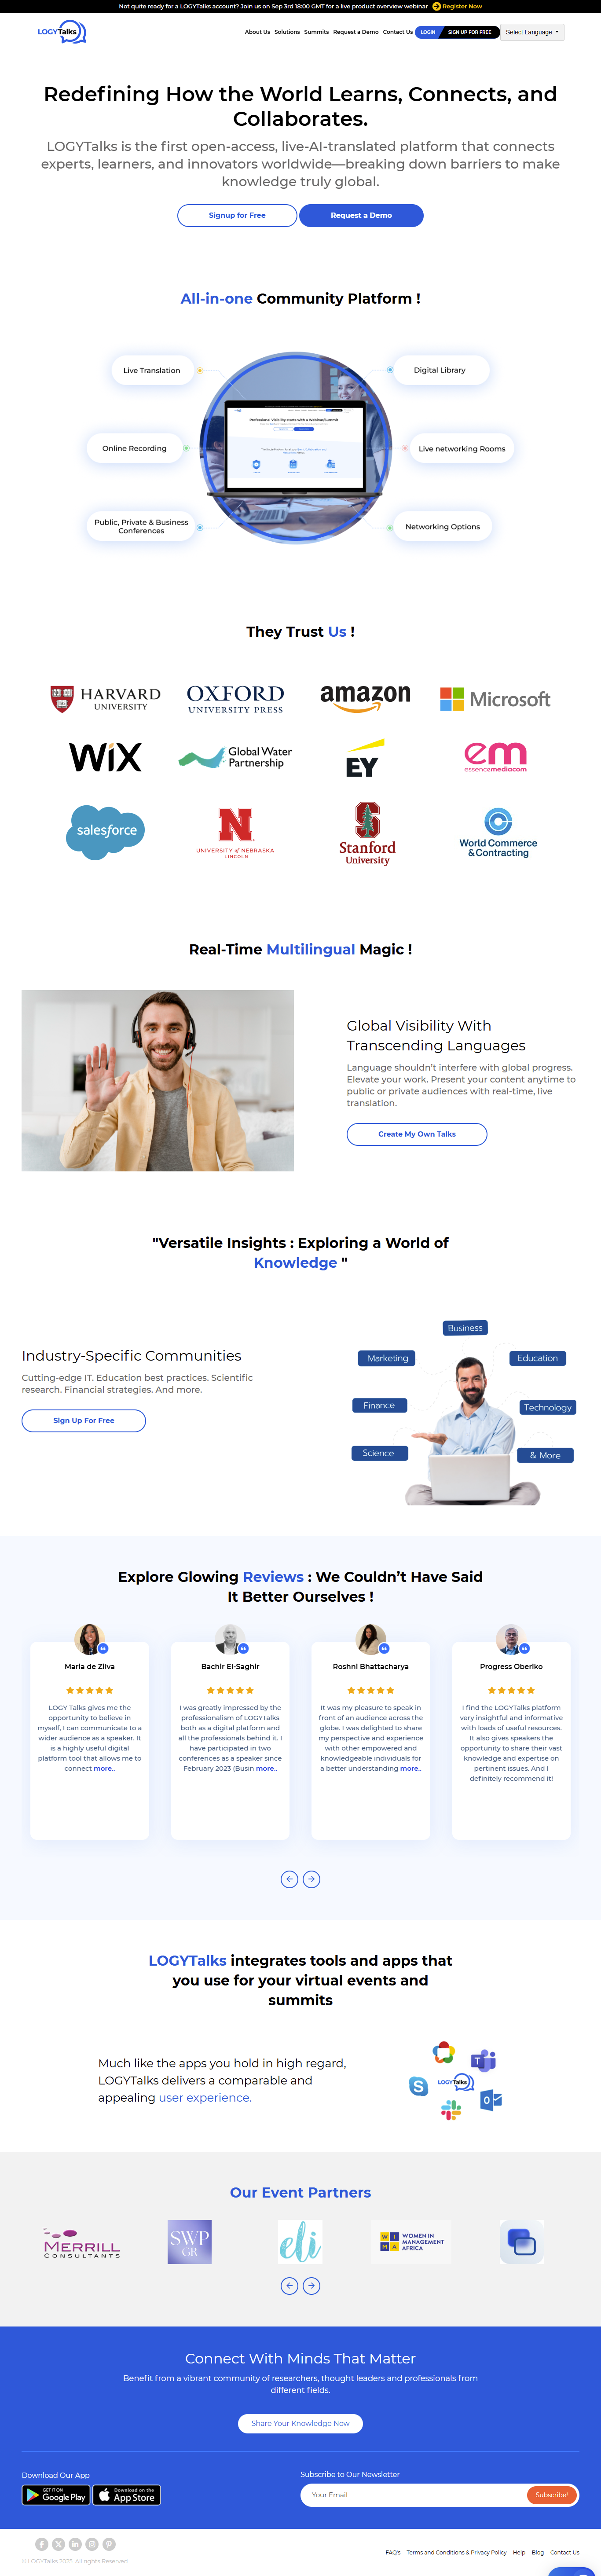 Not quite ready for a LOGYTalks account? Join us on Sep 3rd 18:00 GMT for a live product overview webinar Register Now
LOGYTalks
About Us Solutions Summits Request a Demo Contact Us LOGIN SIGN UP FOR FREE Select Language
Redefining How the World Learns, Connects, and
Collaborates.
LOGYTalks is the first open-access, live-AI-translated platform that connects
experts, learners, and innovators worldwide—breaking down barriers to make
knowledge truly global.
Signup for Free Request a Demo
All-in-one Community Platform !
Live Translation Digital Library
Professional Visibility starts with a Webinar/Summit
Online Recording Live networking Rooms
Public, Private & Business
Conferences
Networking Options
They Trust Us !
HARVARD
UNIVERSITY
OXFORD
UNIVERSITY PRESS
amazon
Microsoft
WiX
Global Water
Partnership
EY
em
essencemediacom
salesforce
N
UNIVERSITY of NEBRASKA
LINCOLN
S
Stanford
University
World Commerce
& Contracting
Real-Time Multilingual Magic !
Global Visibility With
Transcending Languages
Language shouldn’t interfere with global progress.
Elevate your work. Present your content anytime to
public or private audiences with real-time, live
translation.
Create My Own Talks
"Versatile Insights : Exploring a World of
Knowledge "
Industry-Specific Communities
Cutting-edge IT. Education best practices. Scientific
research. Financial strategies. And more.
Sign Up For Free
Business
Marketing
Education
Finance
Technology
Science
& More
Explore Glowing Reviews : We Couldn’t Have Said
It Better Ourselves !
Maria de Zilva
LOGY Talks gives me the
opportunity to believe in
myself, I can communicate to a
wider audience as a speaker. It
is a highly useful digital
platform tool that allows me to
connect more..
Bachir El-Saghir
I was greatly impressed by the
professionalism of LOGYTalks
both as a digital platform and
all the professionals behind it. I
have participated in two
conferences as a speaker since
February 2023 (Busin more..
Roshni Bhattacharya
It was my pleasure to speak in
front of an audience across the
globe. I was delighted to share
my perspective and experience
with other empowered and
knowledgeable individuals for
a better understanding more..
Progress Oberiko
I find the LOGYTalks platform
very insightful and informative
with loads of useful resources.
It also gives speakers the
opportunity to share their vast
knowledge and expertise on
pertinent issues. And I
definitely recommend it!
LOGYTalks integrates tools and apps that
you use for your virtual events and
summits
Much like the apps you hold in high regard,
LOGYTalks delivers a comparable and
appealing user experience.
LOGYTalks
Our Event Partners
MERRILL
CONSULTANTS
SWP
GR
eli
WIMA
WOMEN IN
MANAGEMENT
AFRICA
Connect With Minds That Matter
Benefit from a vibrant community of researchers, thought leaders and professionals from
different fields.
Share Your Knowledge Now
Download Our App
GET IT ON
Google Play
Download on the
App Store
Subscribe to Our Newsletter
Your Email Subscribe!
FAQ's Terms and Conditions & Privacy Policy Help Blog Contact Us
© LOGYTalks 2025. All rights Reserved.